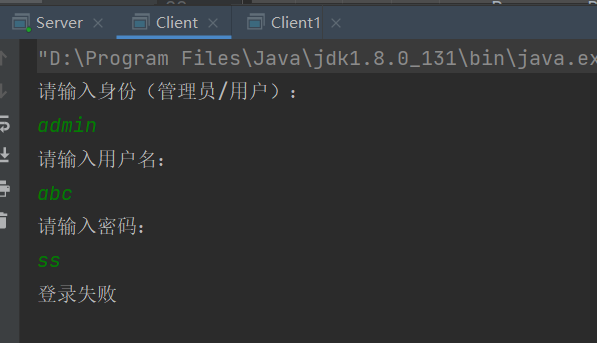 Server × Client × Client1 ×
"D:\Program Files\Java\jdk1.8.0_131\bin\java.ex
请输入身份（管理员/用户）：
admin
请输入用户名：
abc
请输入密码：
ss
登录失败